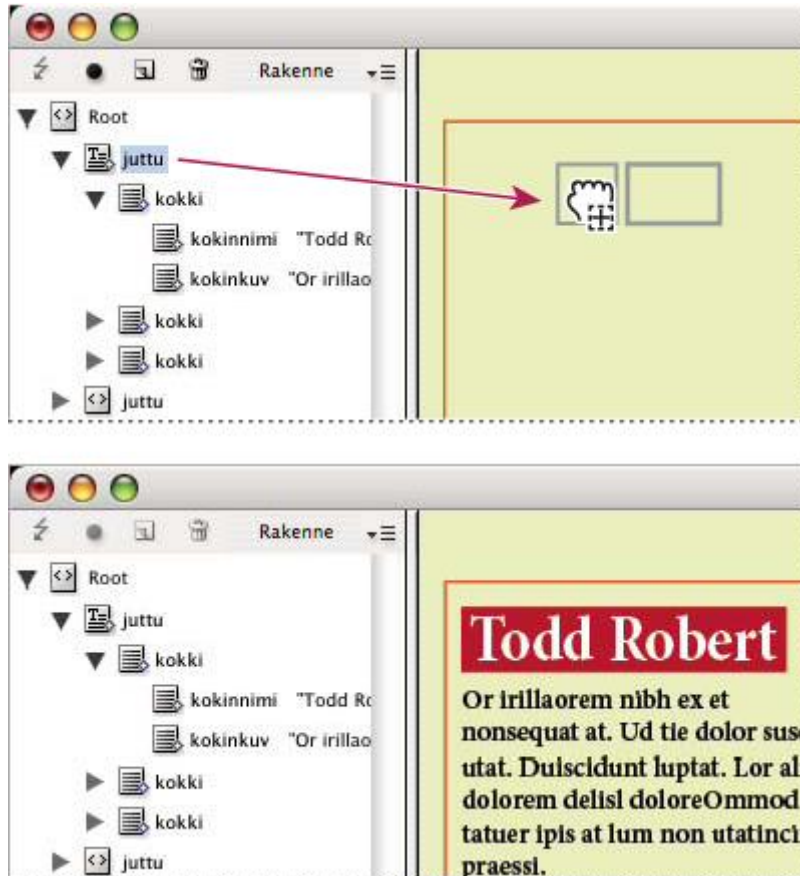 Rakenne
Root
juttu
kokki
kokinnimi "Todd Ro
kokinkuv "Or irillao
kokki
kokki
juttu
Rakenne
Root
juttu
kokki
kokinnimi "Todd Ro
kokinkuv "Or irillao
kokki
kokki
juttu
Todd Robert
Or irillaorem nibh ex et
nonsequat at. Ud tie dolor susc
utat. Duiscidunt luptat. Lor ali
dolorem delisl doloreOmmod
tatuer ipis at lum non utatinci
praessi.